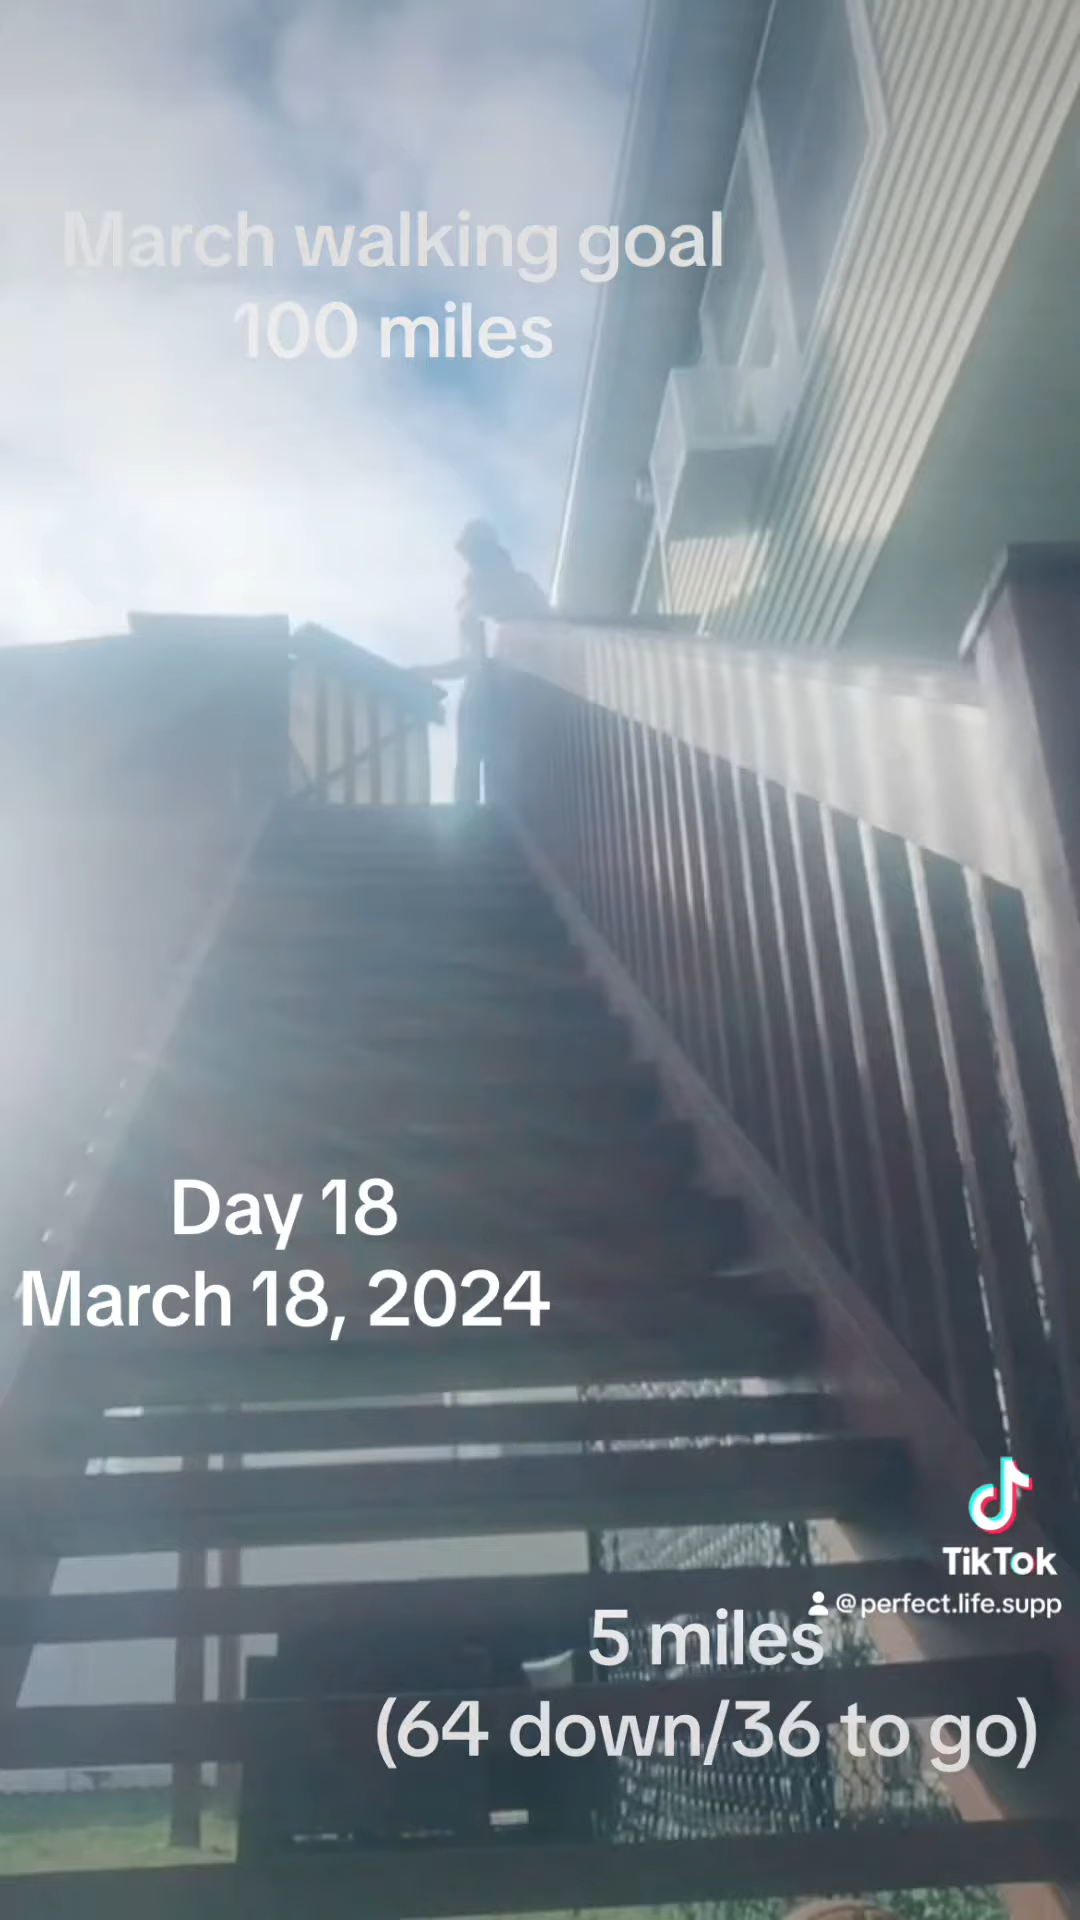 March walking goal
100 miles
Day 18
March 18, 2024
TikTok
@perfect.life.supp
5 miles
(64 down/36 to go)